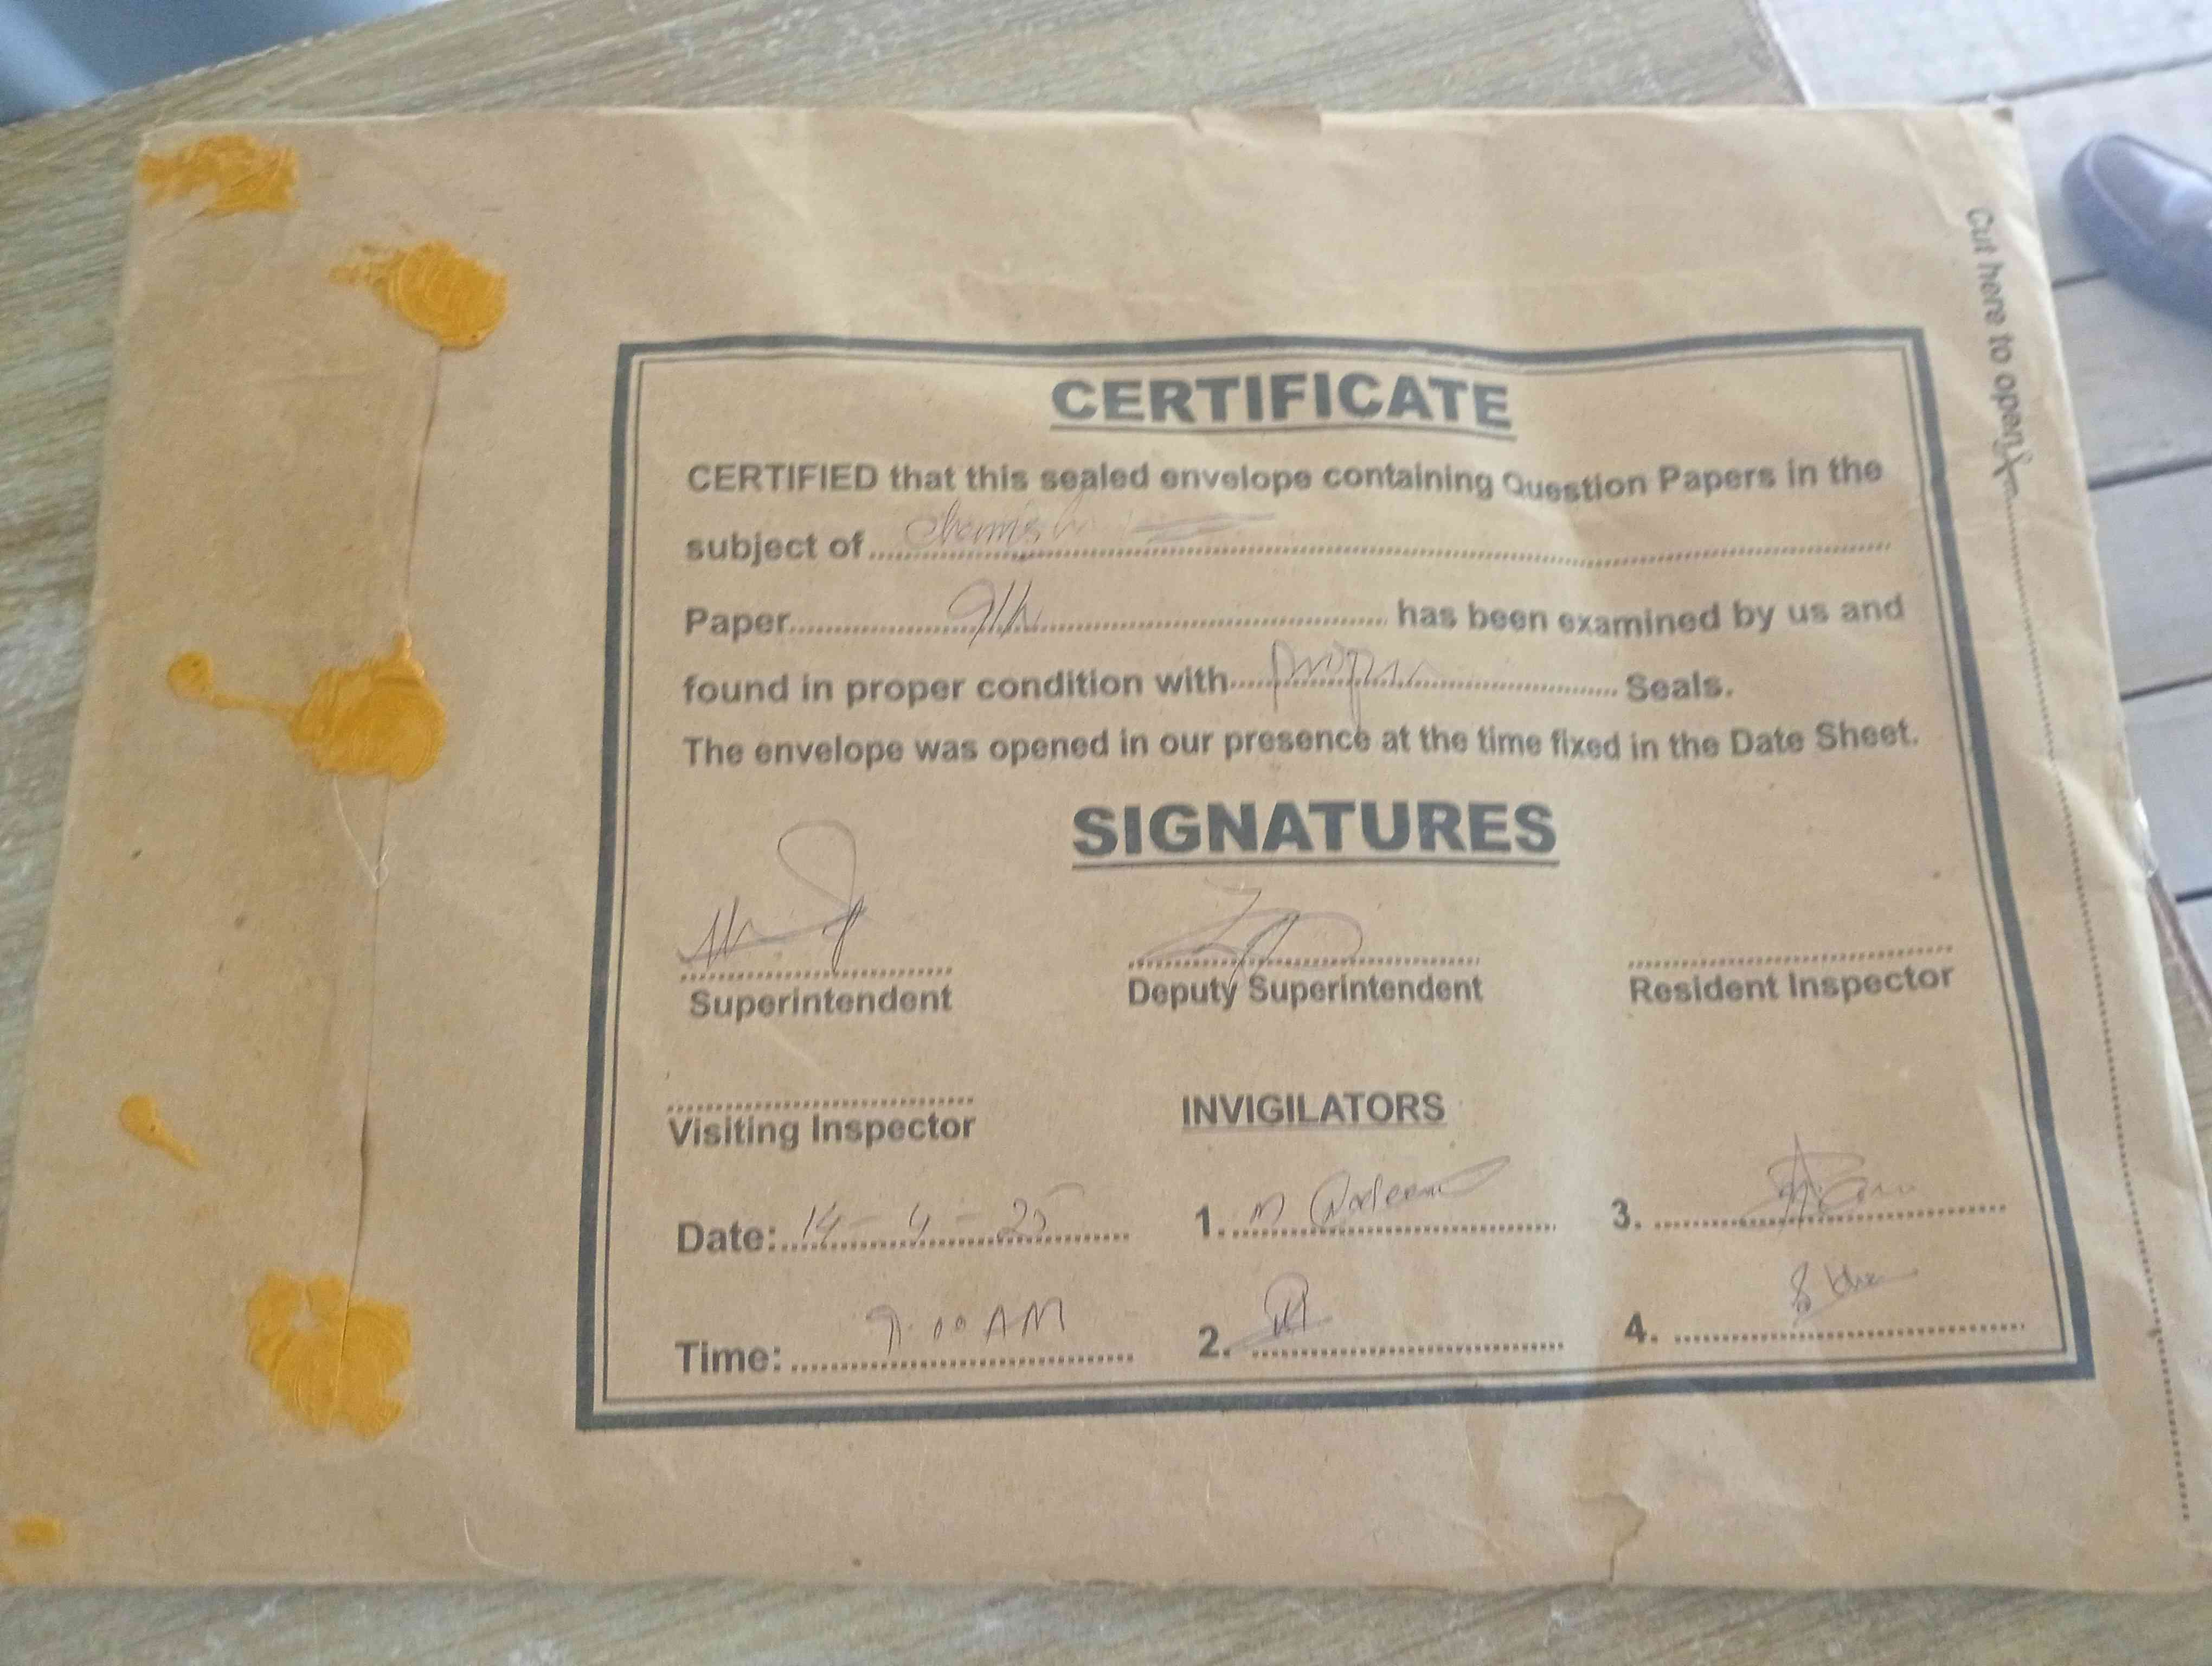 Cut here to open
CERTIFICATE
CERTIFIED that this sealed envelope containing Question Papers in the
subject of Chemistry
Paper 9th has been examined by us and
found in proper condition with proper Seals.
The envelope was opened in our presence at the time fixed in the Date Sheet.
SIGNATURES
Superintendent Deputy Superintendent Resident Inspector
Visiting Inspector INVIGILATORS
Date: 14-4-25 1. M Nadeem 3.
Time: 9:00 AM 2. 4.